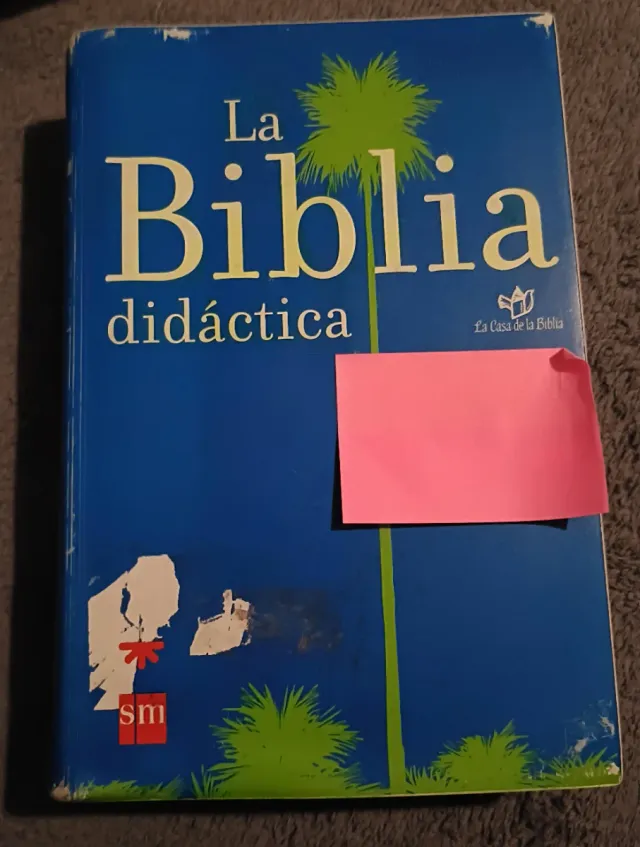 La
Biblia
didáctica
La Casa de la Biblia
sm